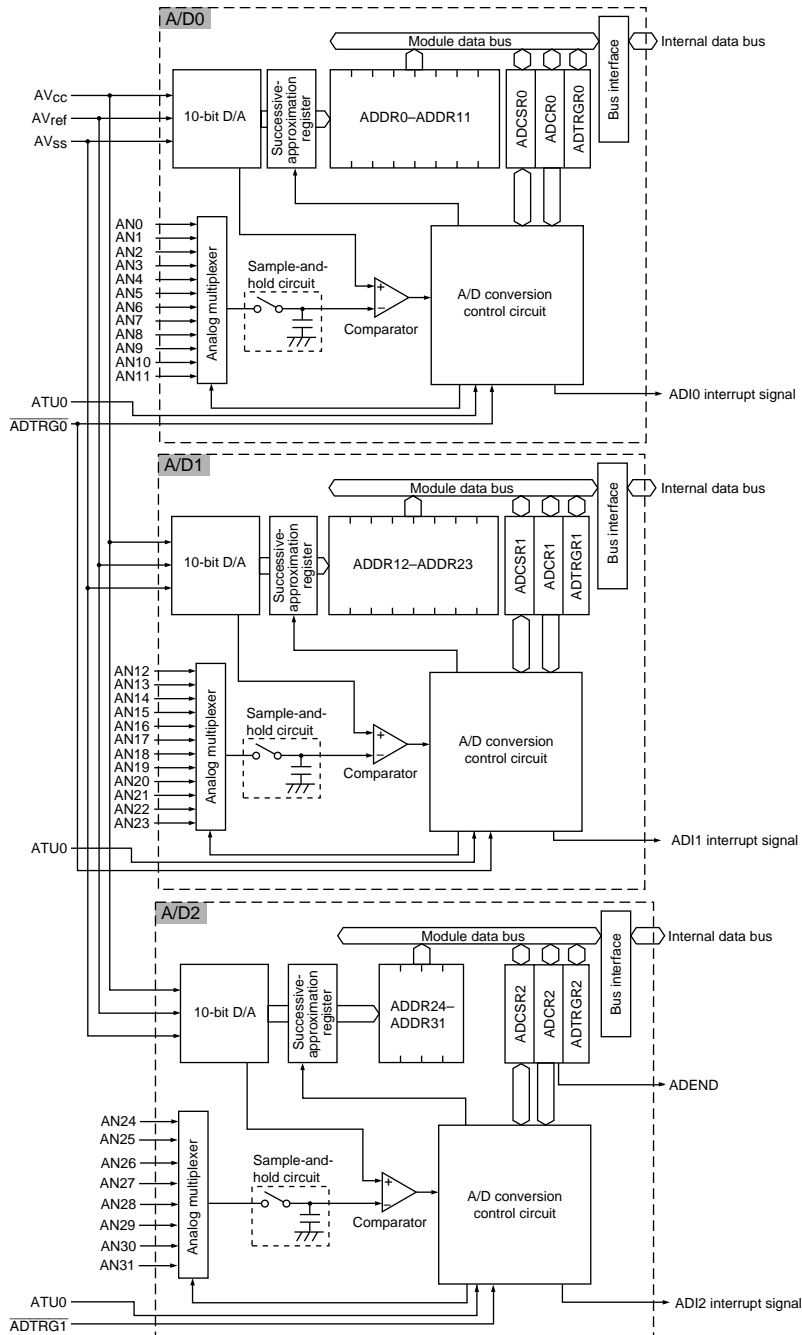 A/D0
Module data bus
Internal data bus
Bus interface
AVcc
AVref
AVss
10-bit D/A
Successive-
approximation
register
ADDR0–ADDR11
ADCSR0
ADCR0
ADTRGR0
AN0
AN1
AN2
AN3
AN4
AN5
AN6
AN7
AN8
AN9
AN10
AN11
Analog multiplexer
Sample-and-
hold circuit
+
−
Comparator
A/D conversion
control circuit
ATU0
ADTRG0
ADI0 interrupt signal
A/D1
Module data bus
Internal data bus
Bus interface
10-bit D/A
Successive-
approximation
register
ADDR12–ADDR23
ADCSR1
ADCR1
ADTRGR1
AN12
AN13
AN14
AN15
AN16
AN17
AN18
AN19
AN20
AN21
AN22
AN23
Analog multiplexer
Sample-and-
hold circuit
+
−
Comparator
A/D conversion
control circuit
ATU0
ADI1 interrupt signal
A/D2
Module data bus
Internal data bus
Bus interface
10-bit D/A
Successive-
approximation
register
ADDR24–
ADDR31
ADCSR2
ADCR2
ADTRGR2
ADEND
AN24
AN25
AN26
AN27
AN28
AN29
AN30
AN31
Analog multiplexer
Sample-and-
hold circuit
+
−
Comparator
A/D conversion
control circuit
ATU0
ADTRG1
ADI2 interrupt signal